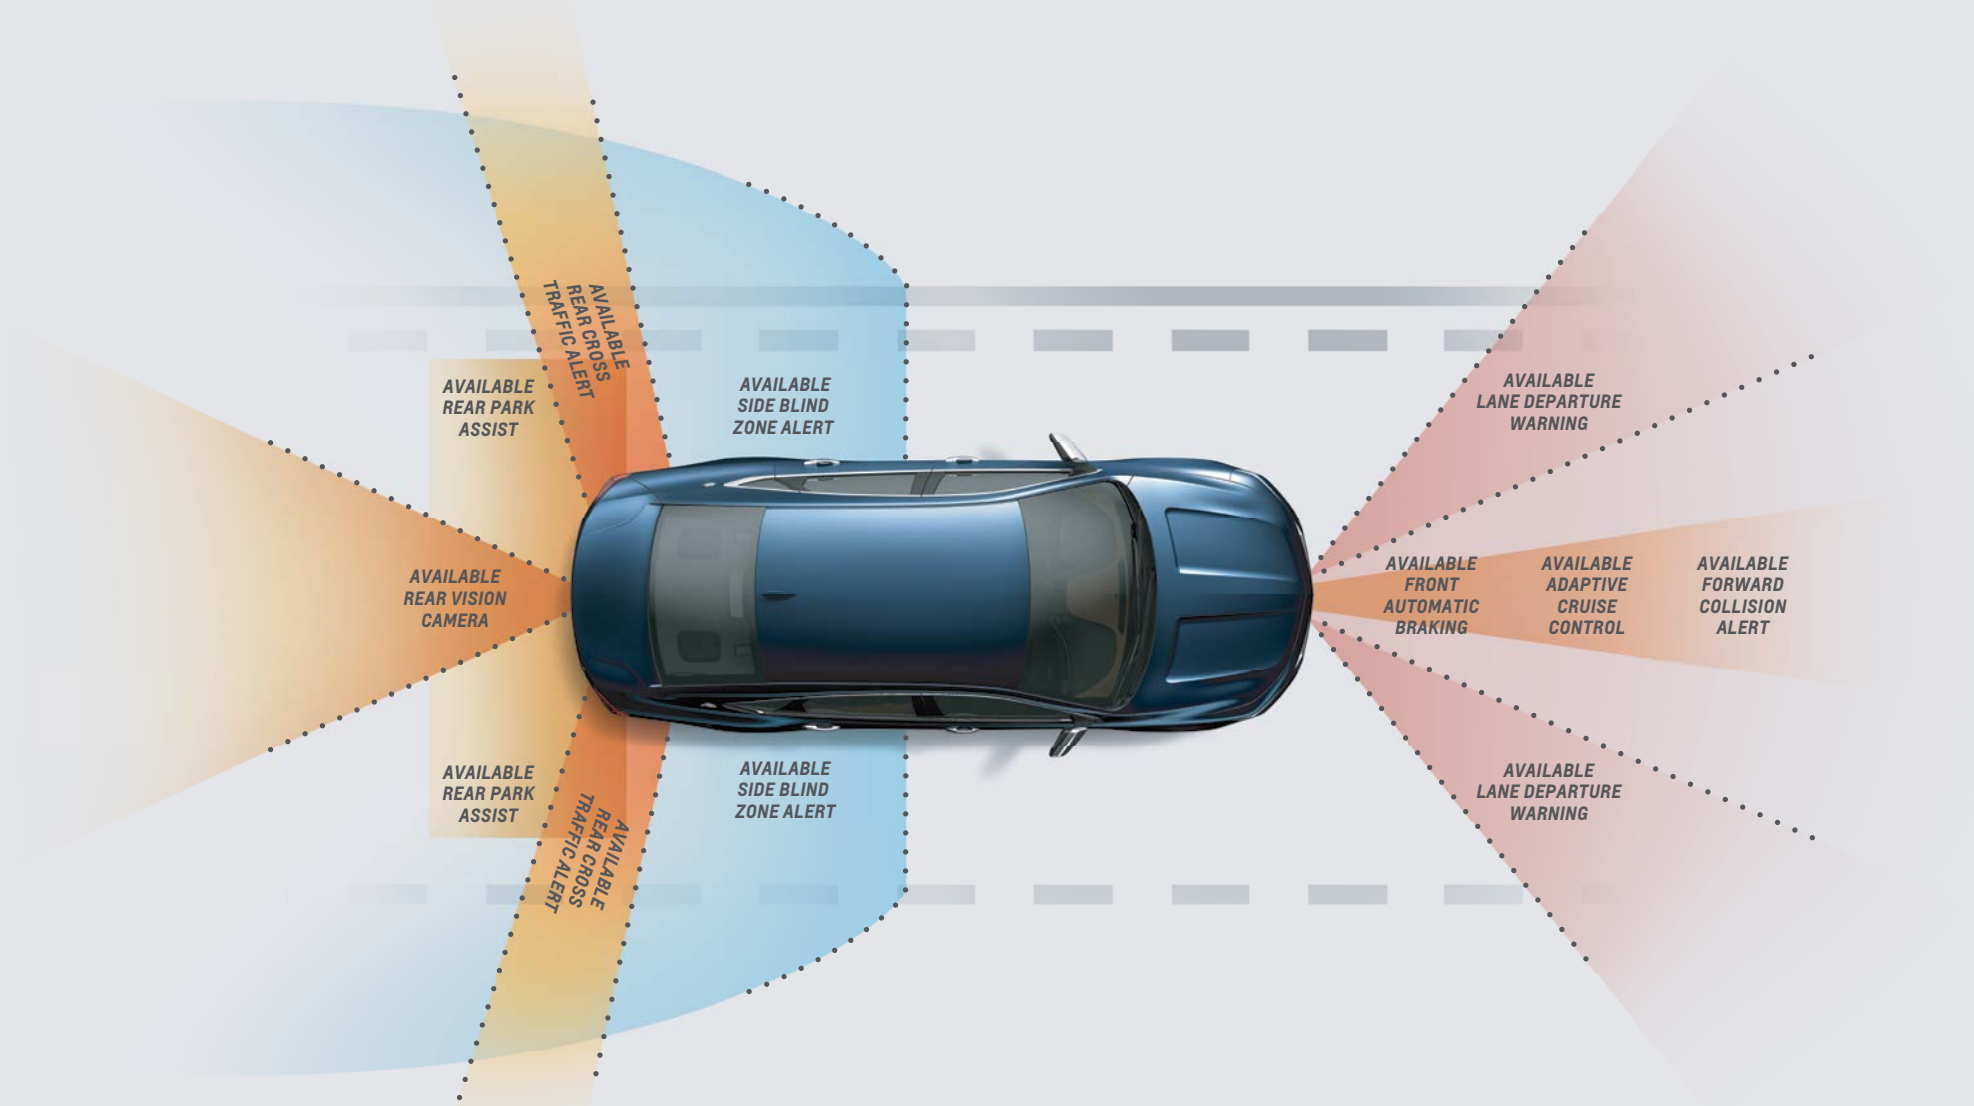 AVAILABLE
REAR CROSS
TRAFFIC ALERT
AVAILABLE
REAR PARK
ASSIST
AVAILABLE
SIDE BLIND
ZONE ALERT
AVAILABLE
LANE DEPARTURE
WARNING
AVAILABLE
REAR VISION
CAMERA
AVAILABLE
FRONT
AUTOMATIC
BRAKING
AVAILABLE
ADAPTIVE
CRUISE
CONTROL
AVAILABLE
FORWARD
COLLISION
ALERT
AVAILABLE
REAR PARK
ASSIST
AVAILABLE
REAR CROSS
TRAFFIC ALERT
AVAILABLE
SIDE BLIND
ZONE ALERT
AVAILABLE
LANE DEPARTURE
WARNING